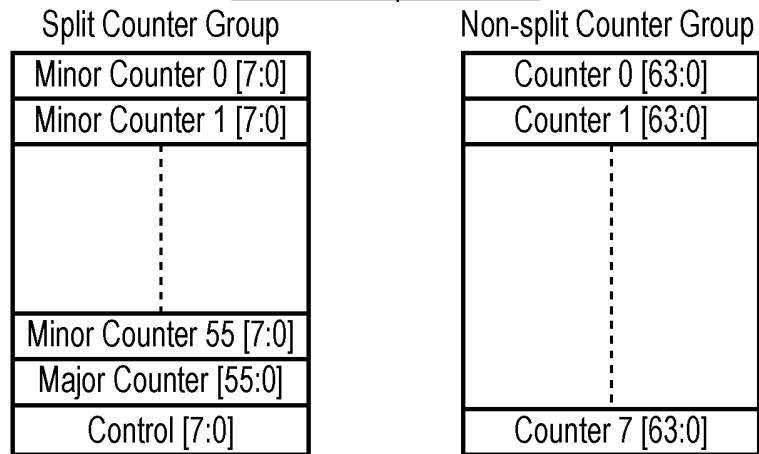 Split Counter Group
Minor Counter 0 [7:0]
Minor Counter 1 [7:0]
Minor Counter 55 [7:0]
Major Counter [55:0]
Control [7:0]
Non-split Counter Group
Counter 0 [63:0]
Counter 1 [63:0]
Counter 7 [63:0]